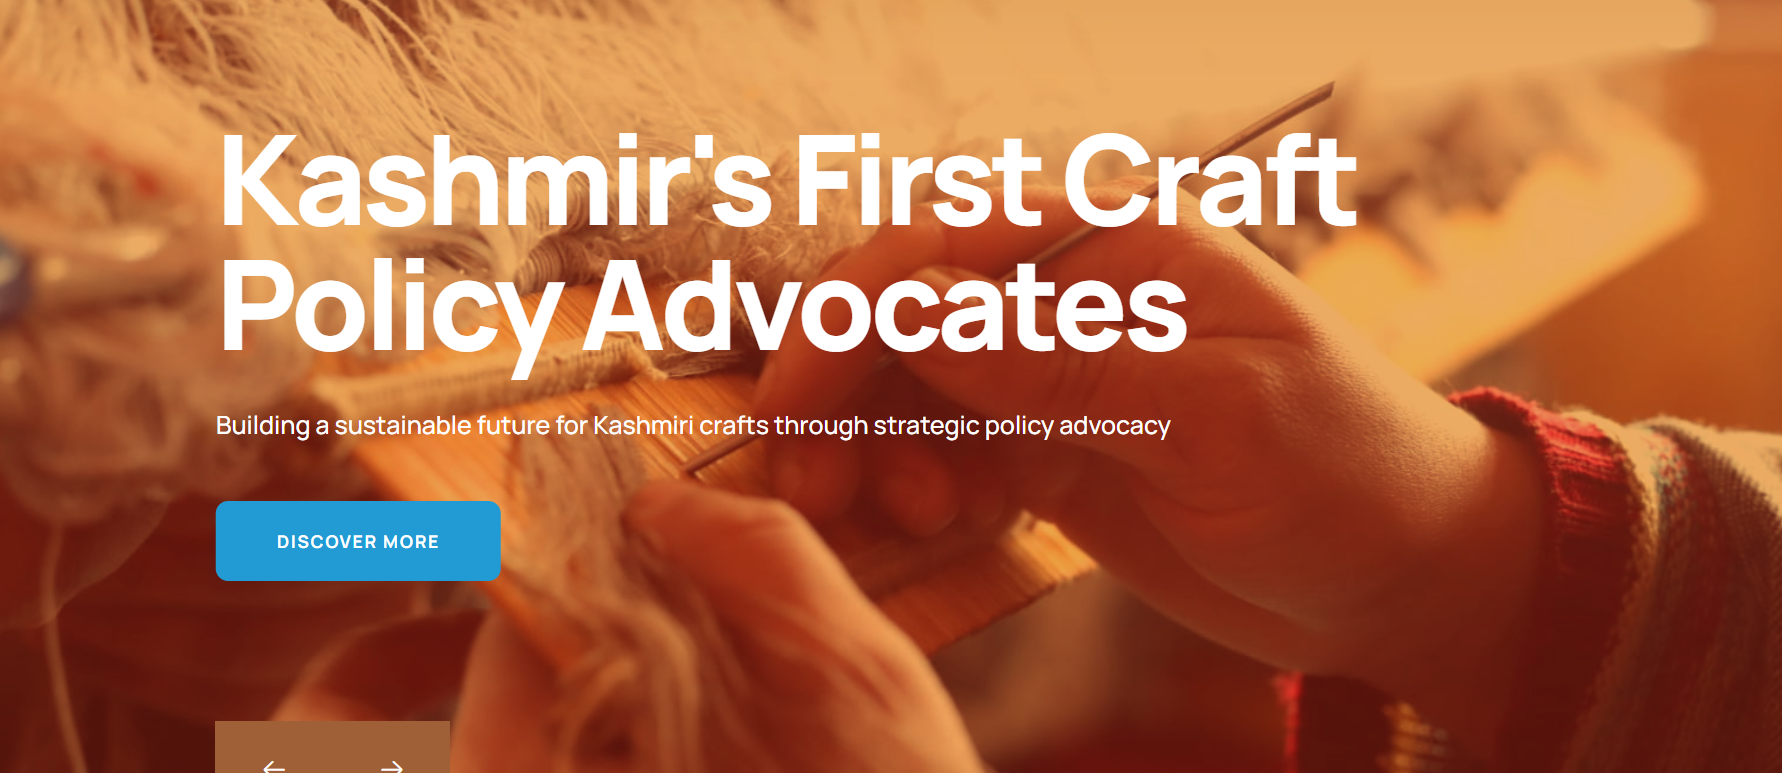 Kashmir's First Craft
Policy Advocates
Building a sustainable future for Kashmiri crafts through strategic policy advocacy
DISCOVER MORE